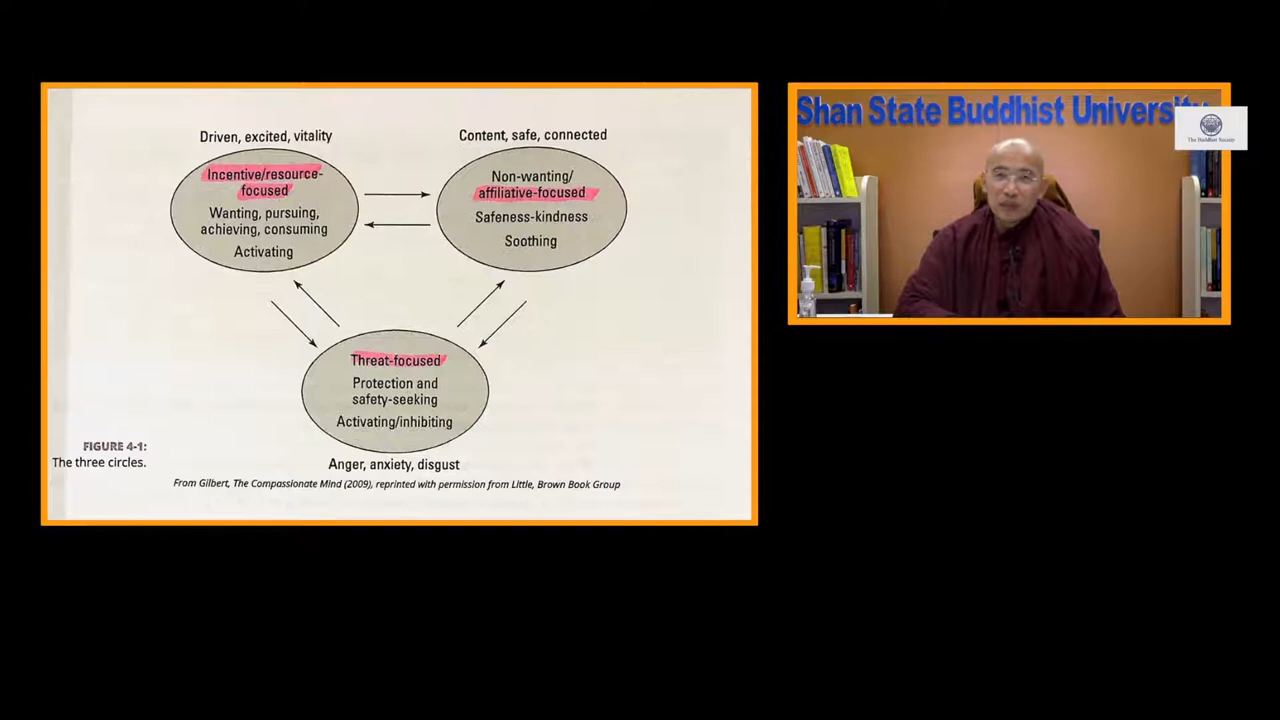 Driven, excited, vitality
Incentive/resource-
focused
Wanting, pursuing,
achieving, consuming
Activating
Content, safe, connected
Non-wanting/
affiliative-focused
Safeness-kindness
Soothing
Threat-focused
Protection and
safety-seeking
Activating/inhibiting
Anger, anxiety, disgust
FIGURE 4-1:
The three circles.
From Gilbert, The Compassionate Mind (2009), reprinted with permission from Little, Brown Book Group
Shan State Buddhist University
The Buddhist Society